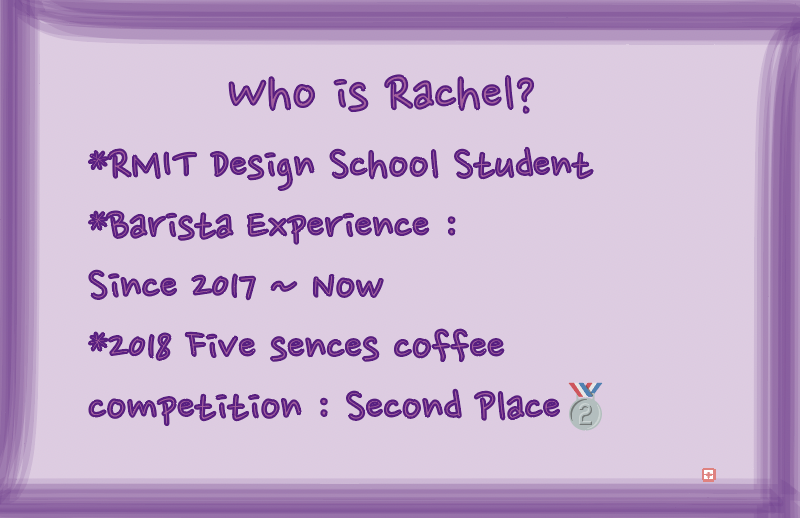 Who is Rachel?
*RMIT Design School Student
*Barista Experience :
Since 2017 ~ Now
*2018 Five sences coffee
competition : Second Place🥈